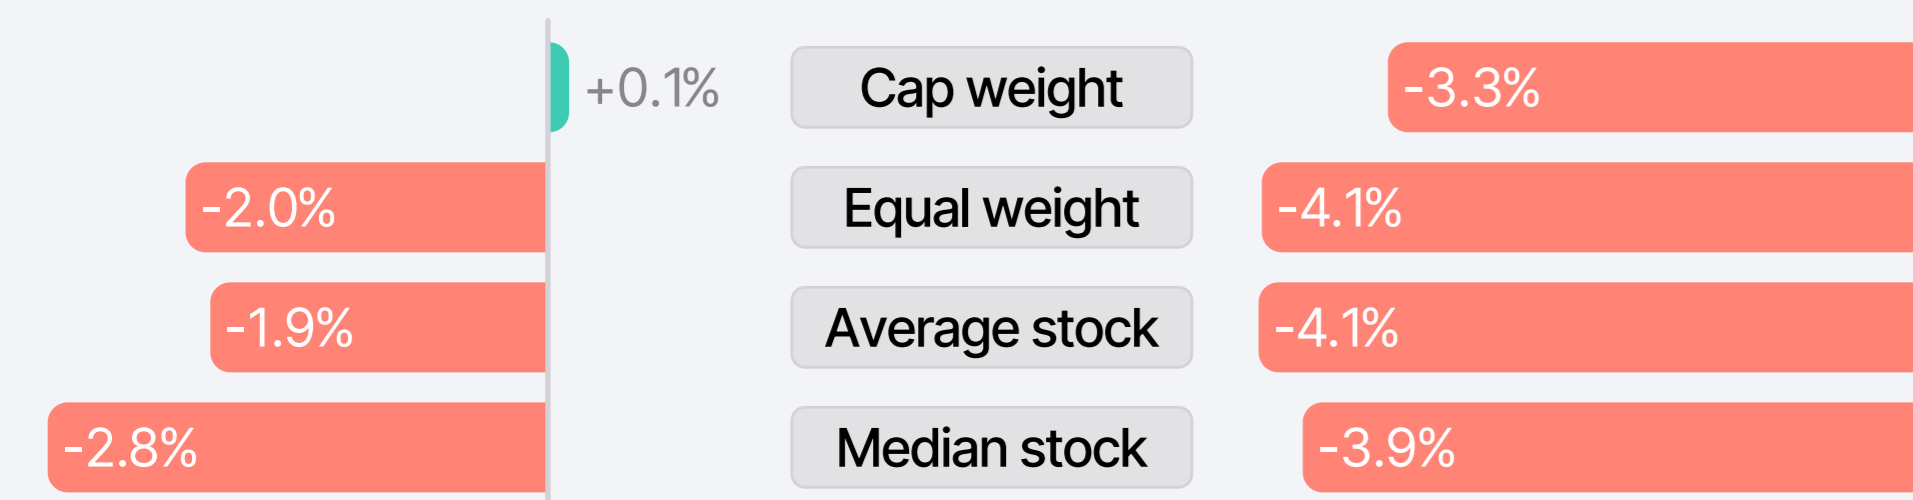 +0.1% Cap weight -3.3%
-2.0% Equal weight -4.1%
-1.9% Average stock -4.1%
-2.8% Median stock -3.9%